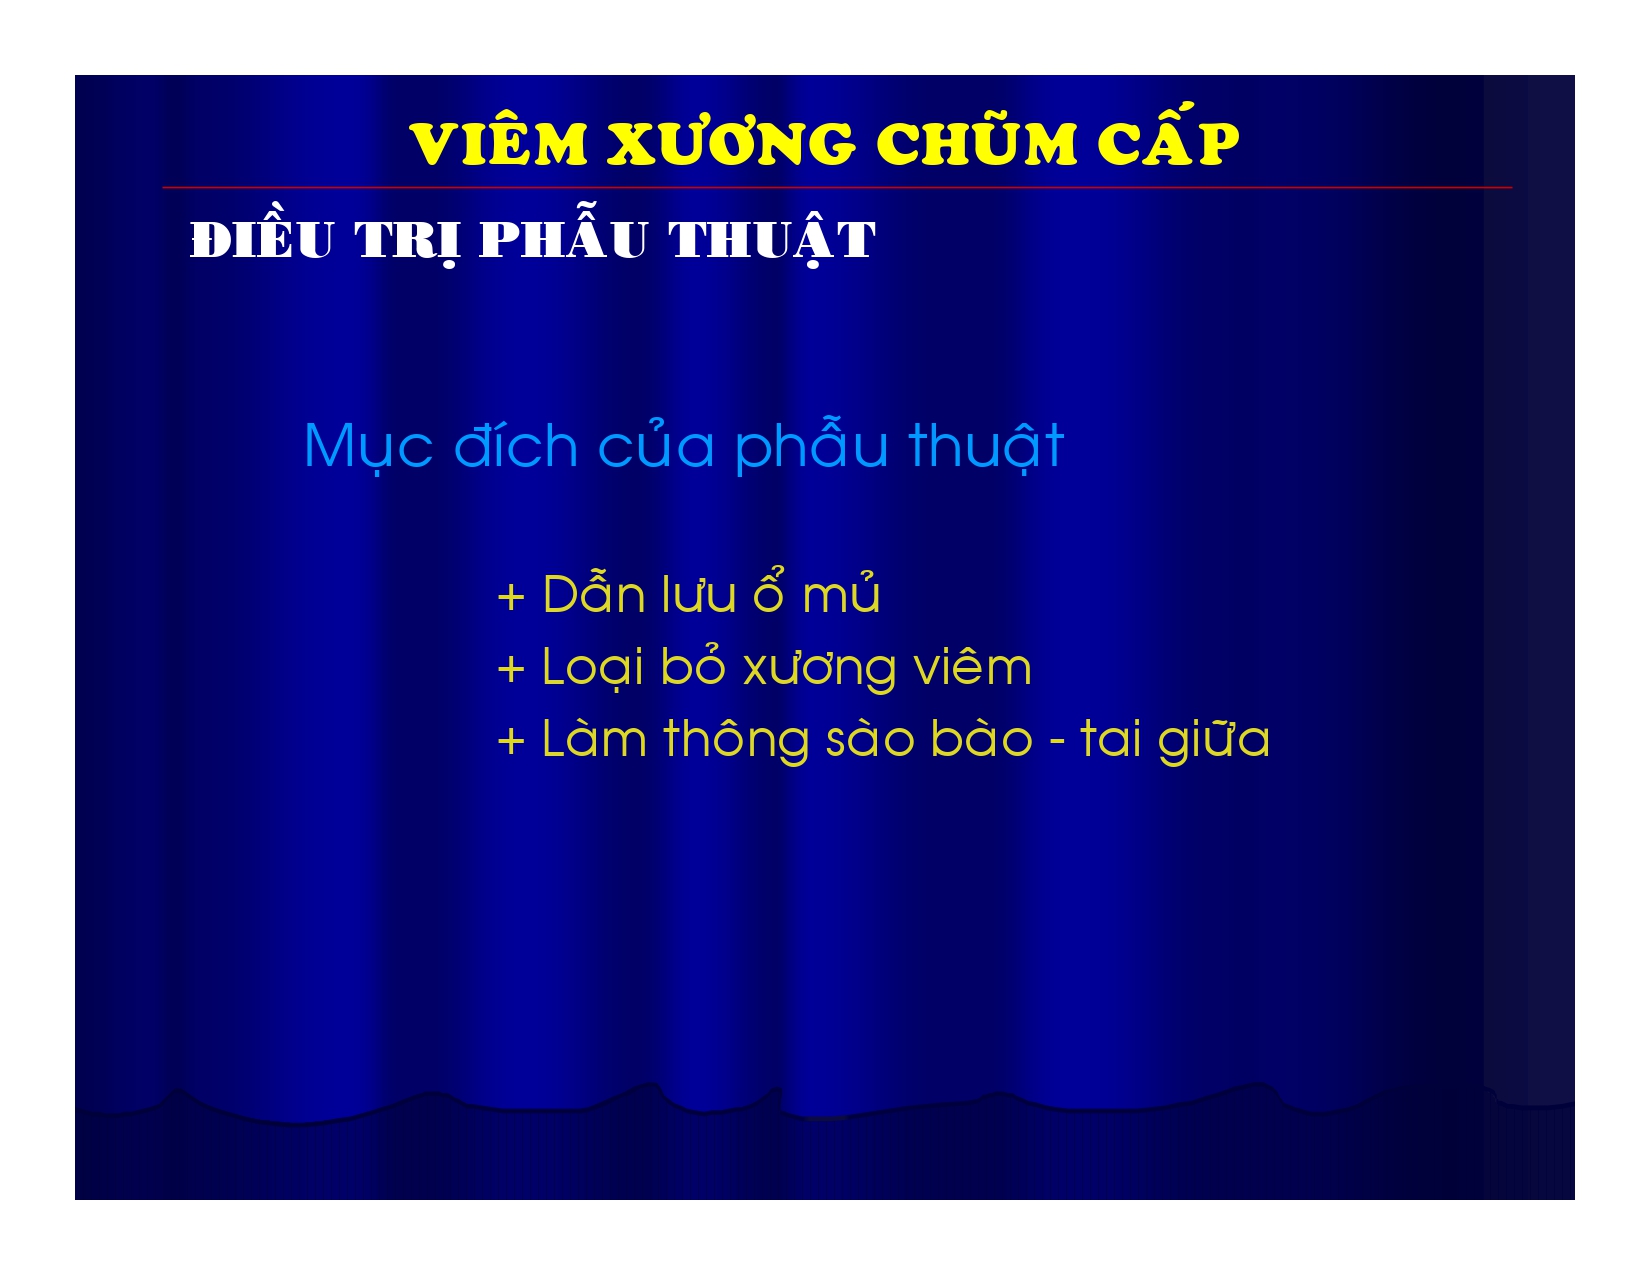 VIÊM XƯƠNG CHŨM CẤP
ĐIỀU TRỊ PHẪU THUẬT
Mục đích của phẫu thuật
+ Dẫn lưu ổ mủ
+ Loại bỏ xương viêm
+ Làm thông sào bào - tai giữa